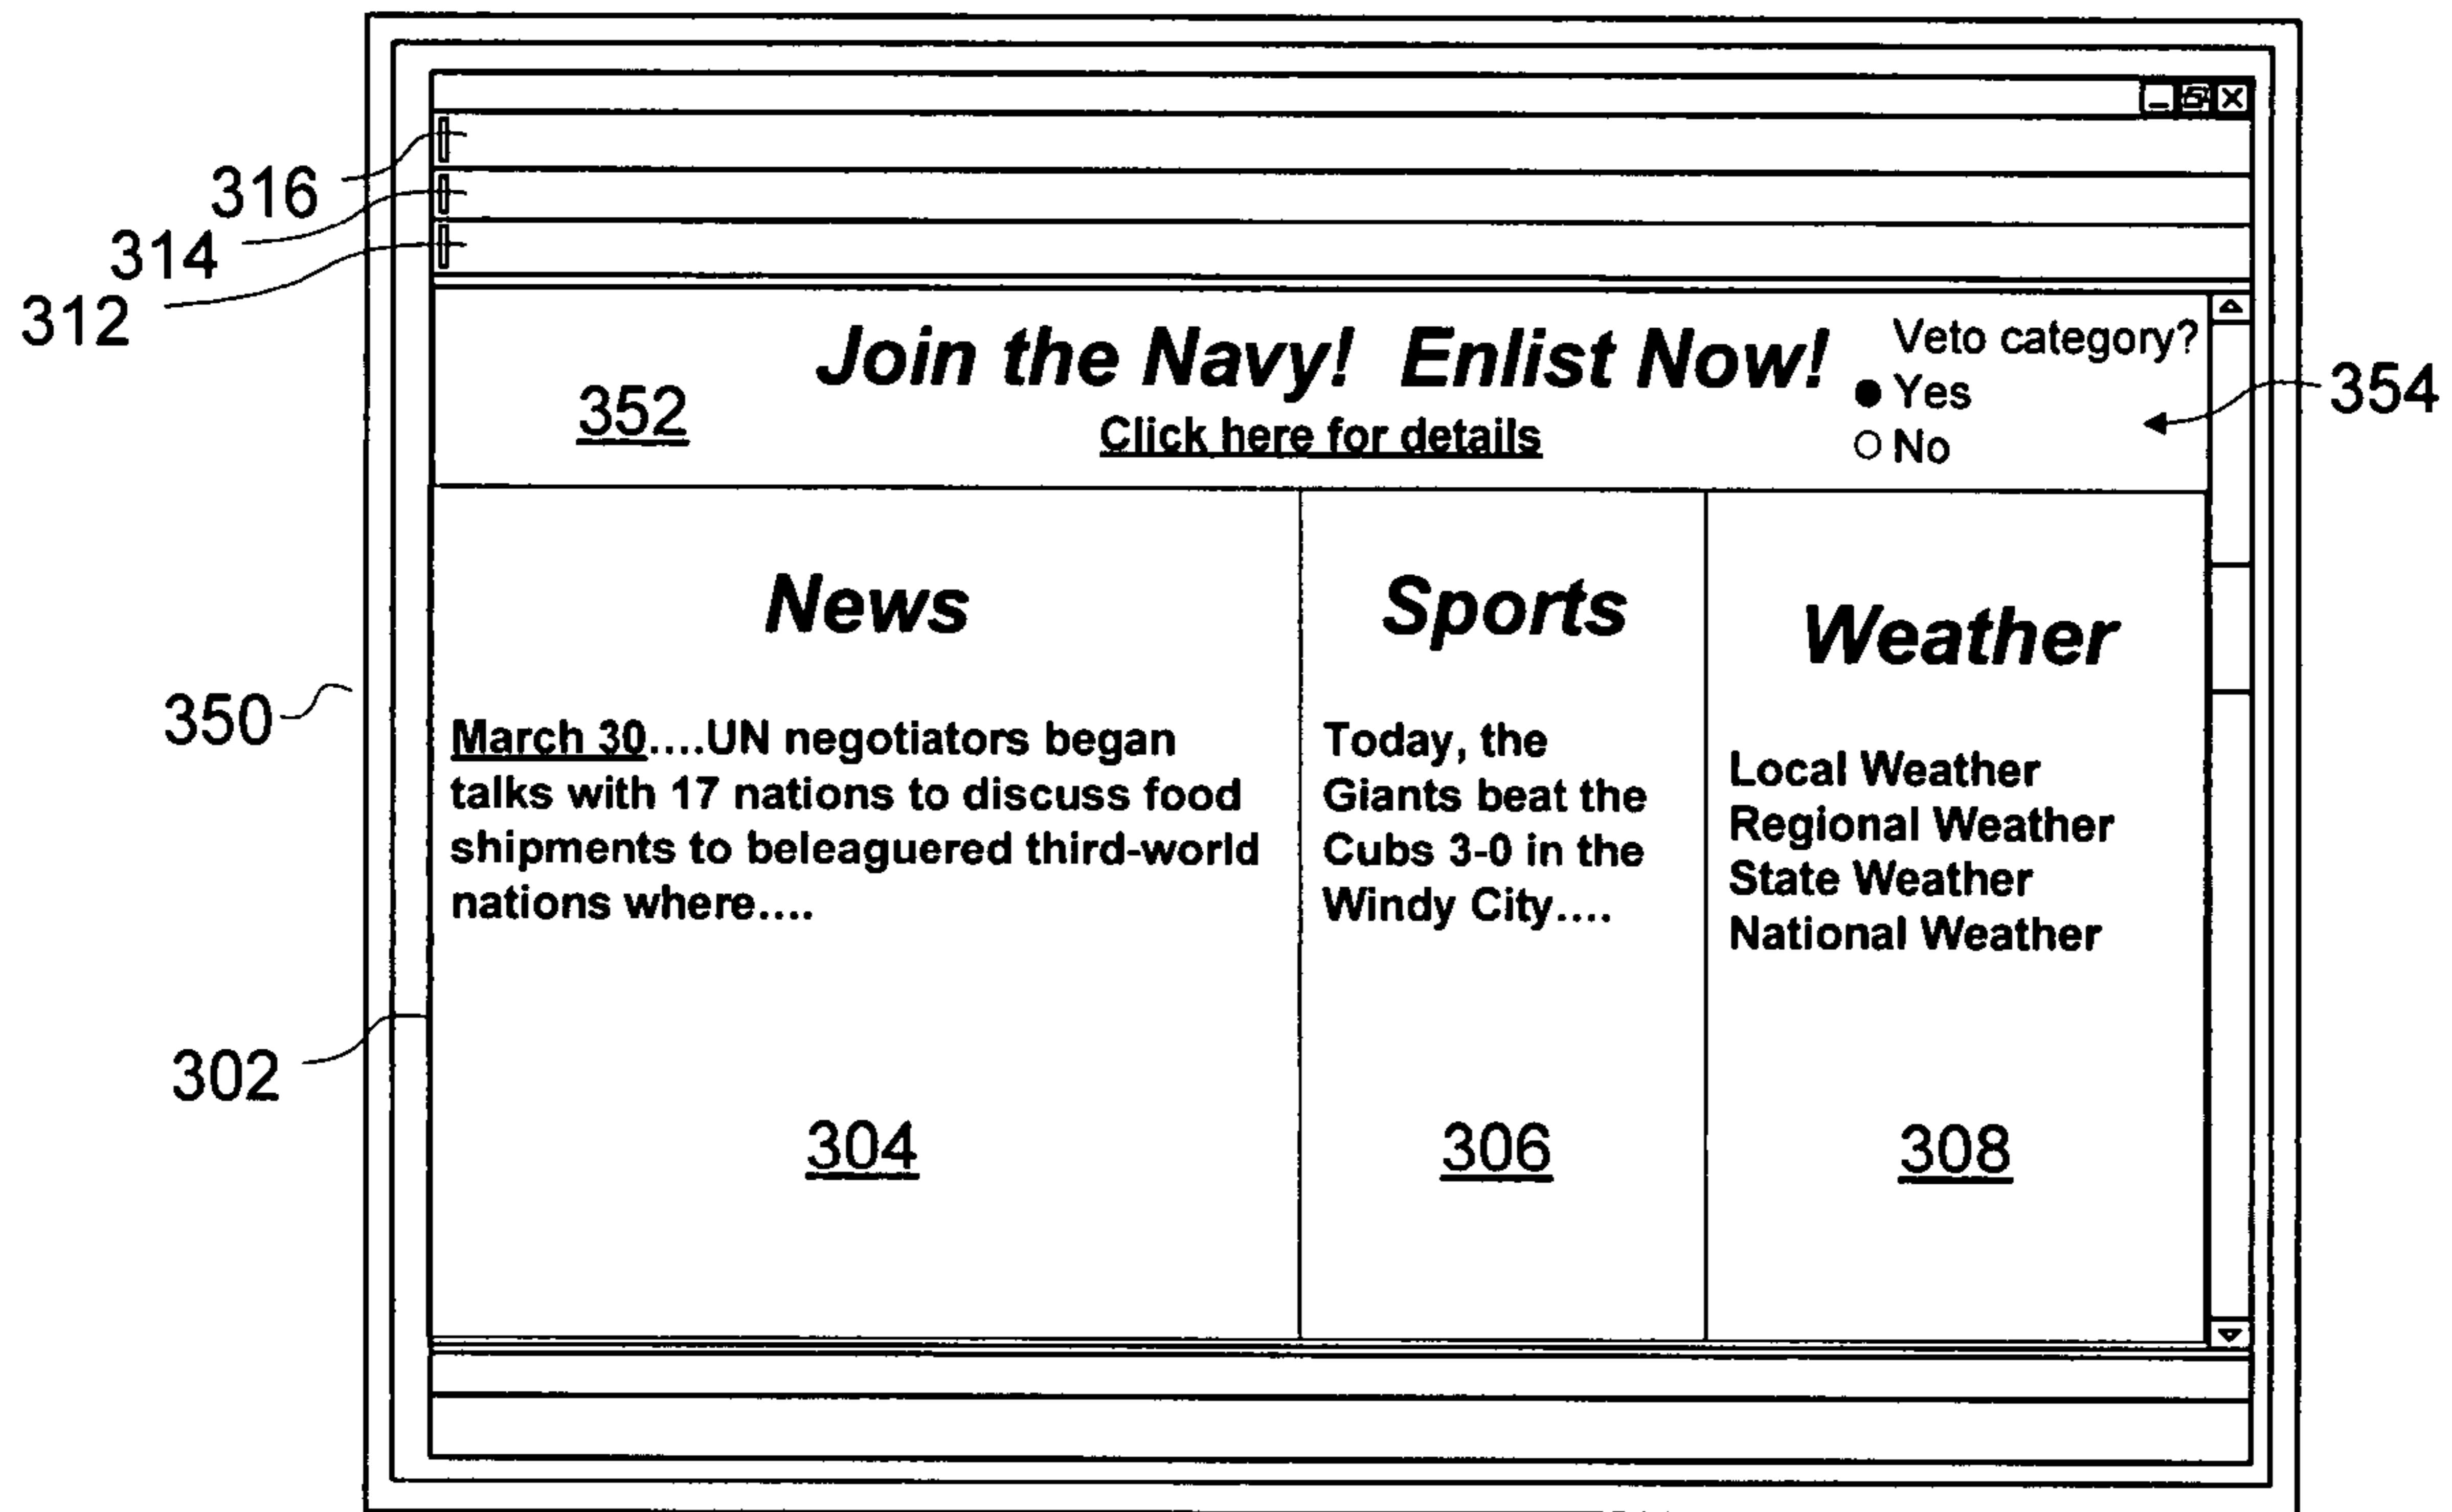 316
314
312
Join the Navy! Enlist Now!
Click here for details
352
Veto category?
Yes
No
354
350
302
News
March 30....UN negotiators began
talks with 17 nations to discuss food
shipments to beleaguered third-world
nations where....
304
Sports
Today, the
Giants beat the
Cubs 3-0 in the
Windy City....
306
Weather
Local Weather
Regional Weather
State Weather
National Weather
308